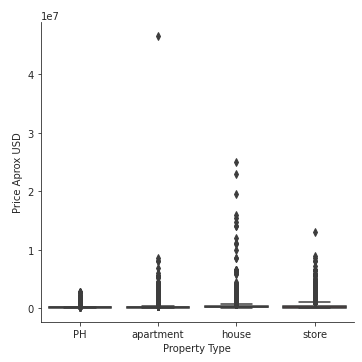 1e7
4
3
2
1
0
Price Aprox USD
PH apartment house store
Property Type